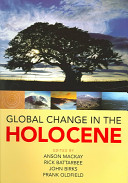 GLOBAL CHANGE IN THE
HOLOCENE
EDITED BY
ANSON MACKAY
RICK BATTARBEE
JOHN BIRKS
FRANK OLDFIELD